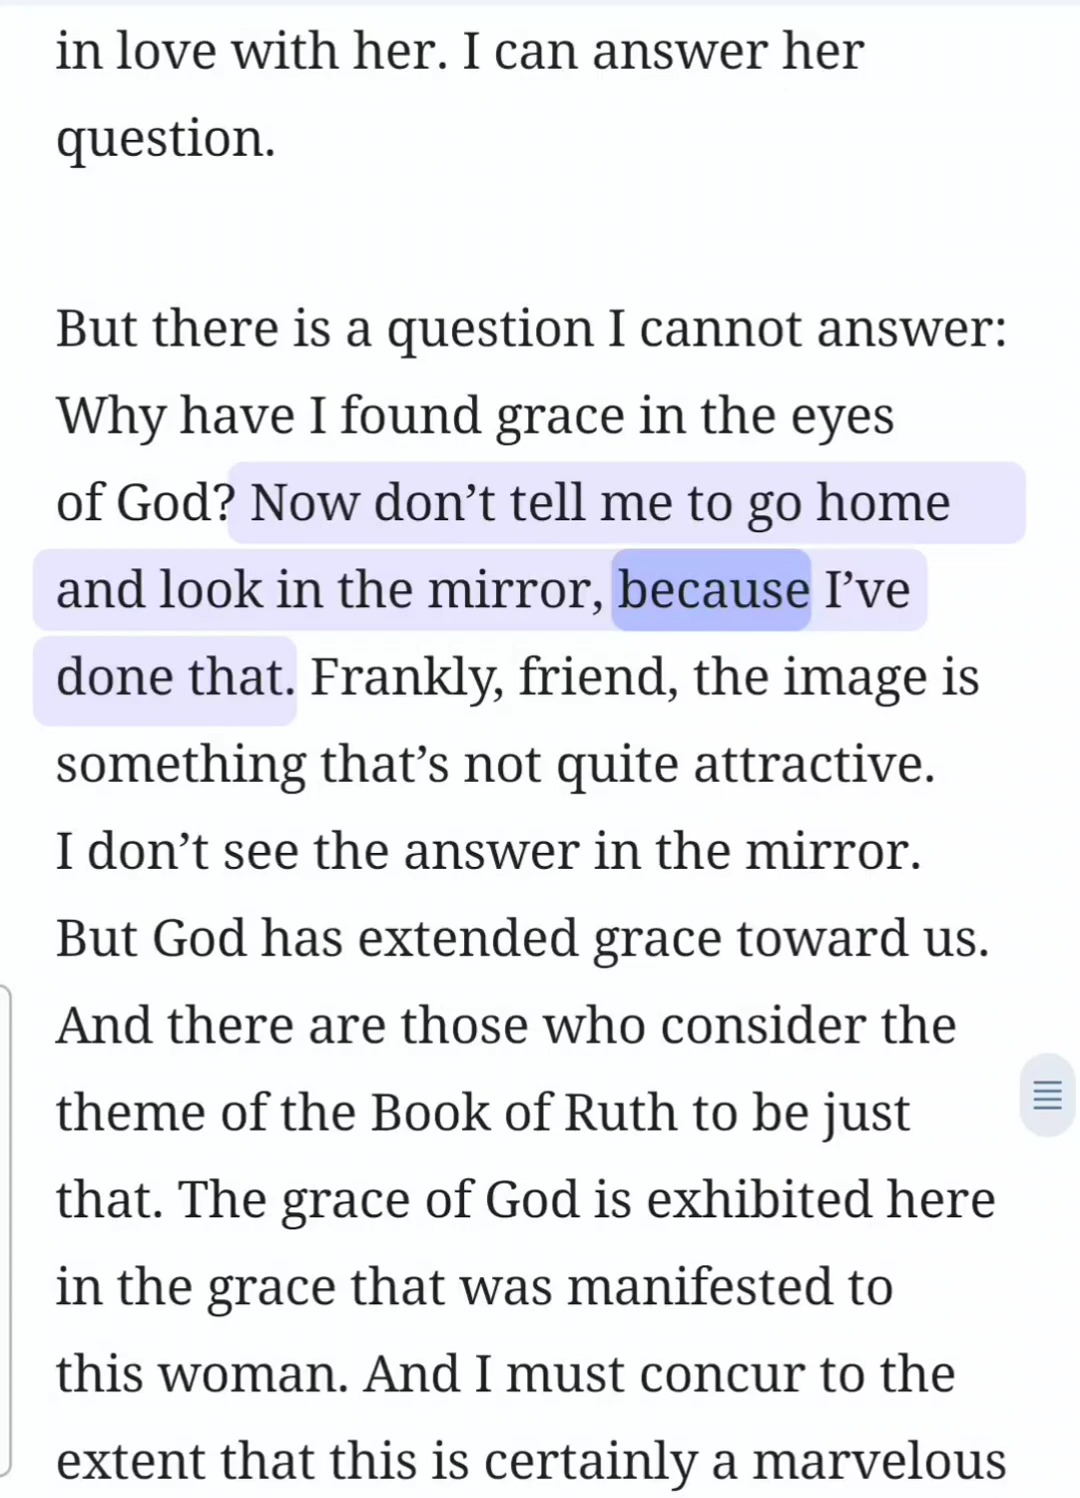 in love with her. I can answer her
question.
But there is a question I cannot answer:
Why have I found grace in the eyes
of God? Now don’t tell me to go home
and look in the mirror, because I’ve
done that. Frankly, friend, the image is
something that’s not quite attractive.
I don’t see the answer in the mirror.
But God has extended grace toward us.
And there are those who consider the
theme of the Book of Ruth to be just
that. The grace of God is exhibited here
in the grace that was manifested to
this woman. And I must concur to the
extent that this is certainly a marvelous